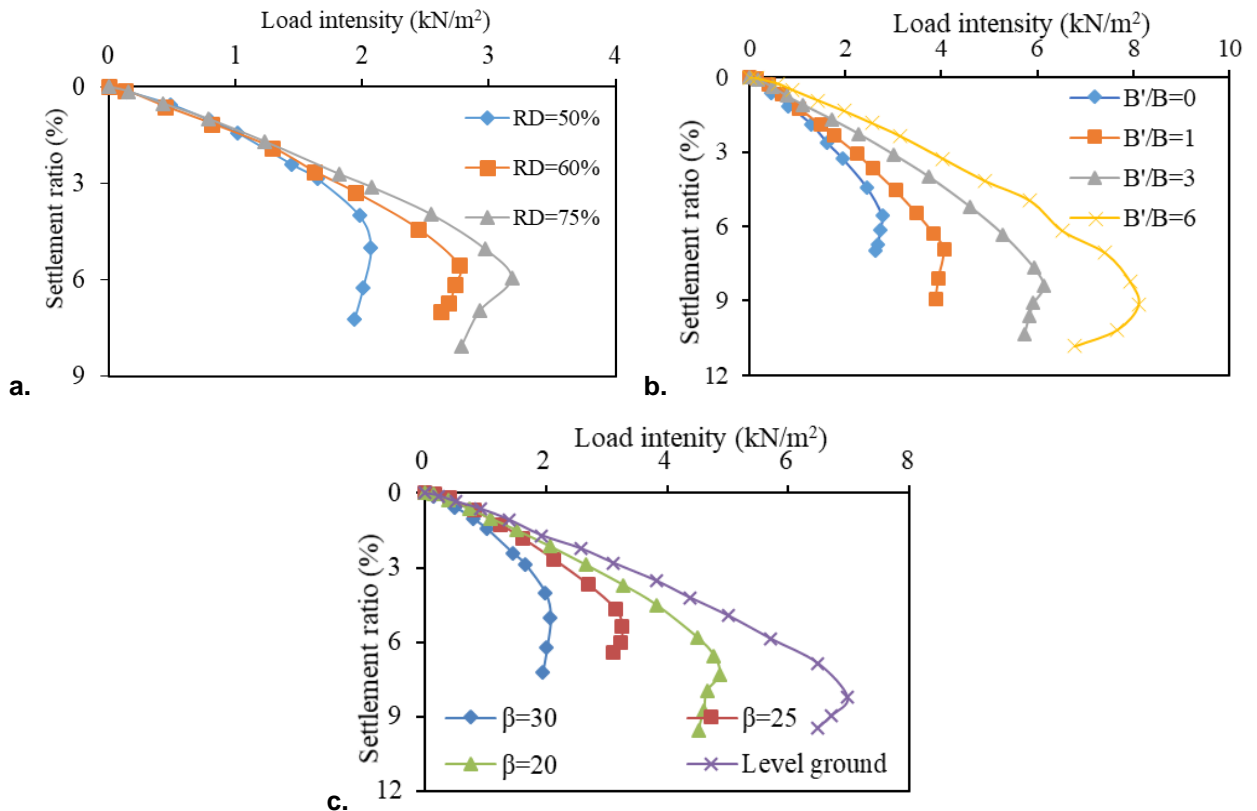 Load intensity (kN/m²)
0 1 2 3 4
0
3
6
9
Settlement ratio (%)
RD=50%
RD=60%
RD=75%
a.
Load intensity (kN/m²)
0 2 4 6 8 10
0
3
6
9
12
Settlement ratio (%)
B'/B=0
B'/B=1
B'/B=3
B'/B=6
b.
Load intenity (kN/m²)
0 2 4 6 8
0
3
6
9
12
Settlement ratio (%)
β=30 β=25
β=20 Level ground
c.